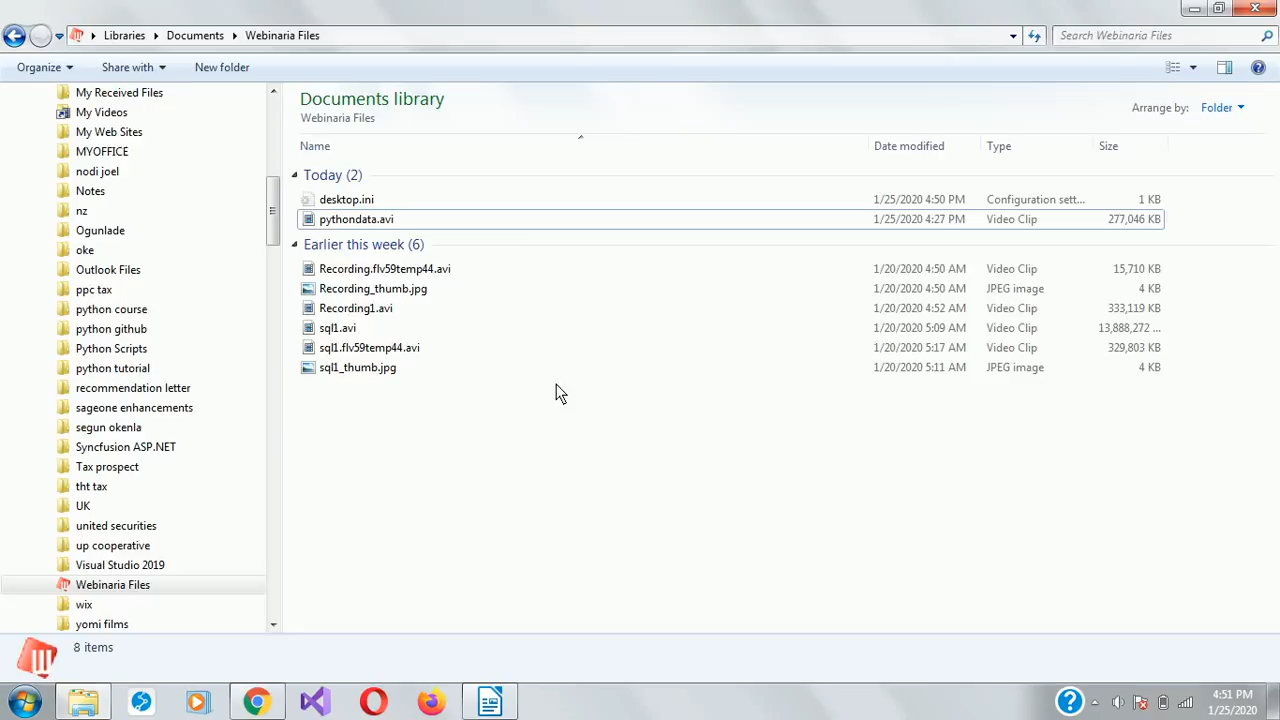 Libraries Documents Webinaria Files Search Webinaria Files
Organize Share with New folder
My Received Files
My Videos
My Web Sites
MYOFFICE
nodi joel
Notes
nz
Ogunlade
oke
Outlook Files
ppc tax
python course
python github
Python Scripts
python tutorial
recommendation letter
sageone enhancements
segun okenla
Syncfusion ASP.NET
Tax prospect
tht tax
UK
united securities
up cooperative
Visual Studio 2019
Webinaria Files
wix
yomi films
Documents library
Webinaria Files
Arrange by: Folder
Name Date modified Type Size
Today (2)
desktop.ini 1/25/2020 4:50 PM Configuration sett... 1 KB
pythondata.avi 1/25/2020 4:27 PM Video Clip 277,046 KB
Earlier this week (6)
Recording.flv59temp44.avi 1/20/2020 4:50 AM Video Clip 15,710 KB
Recording_thumb.jpg 1/20/2020 4:50 AM JPEG image 4 KB
Recording1.avi 1/20/2020 4:52 AM Video Clip 333,119 KB
sql1.avi 1/20/2020 5:09 AM Video Clip 13,888,272 ...
sql1.flv59temp44.avi 1/20/2020 5:17 AM Video Clip 329,803 KB
sql1_thumb.jpg 1/20/2020 5:11 AM JPEG image 4 KB
8 items
4:51 PM
1/25/2020